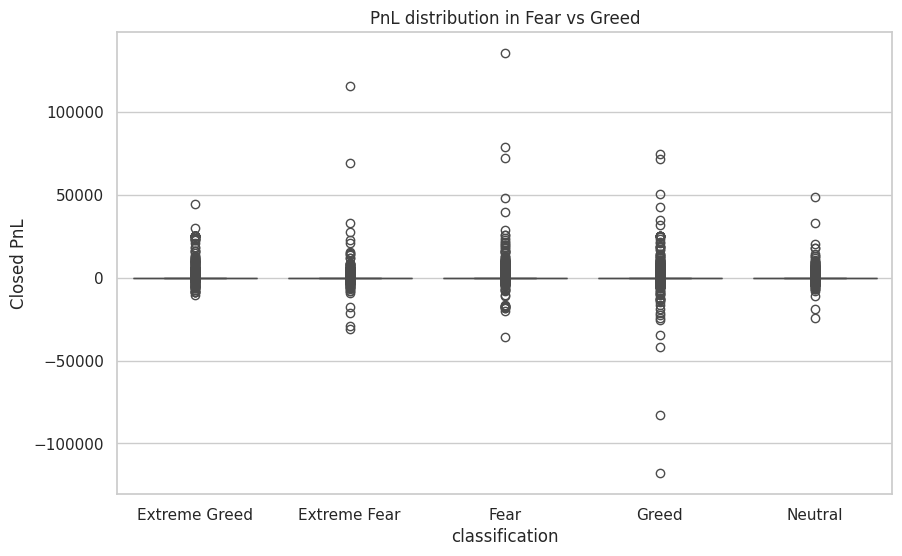 PnL distribution in Fear vs Greed
Closed PnL
100000
50000
0
−50000
−100000
Extreme Greed
Extreme Fear
Fear
Greed
Neutral
classification